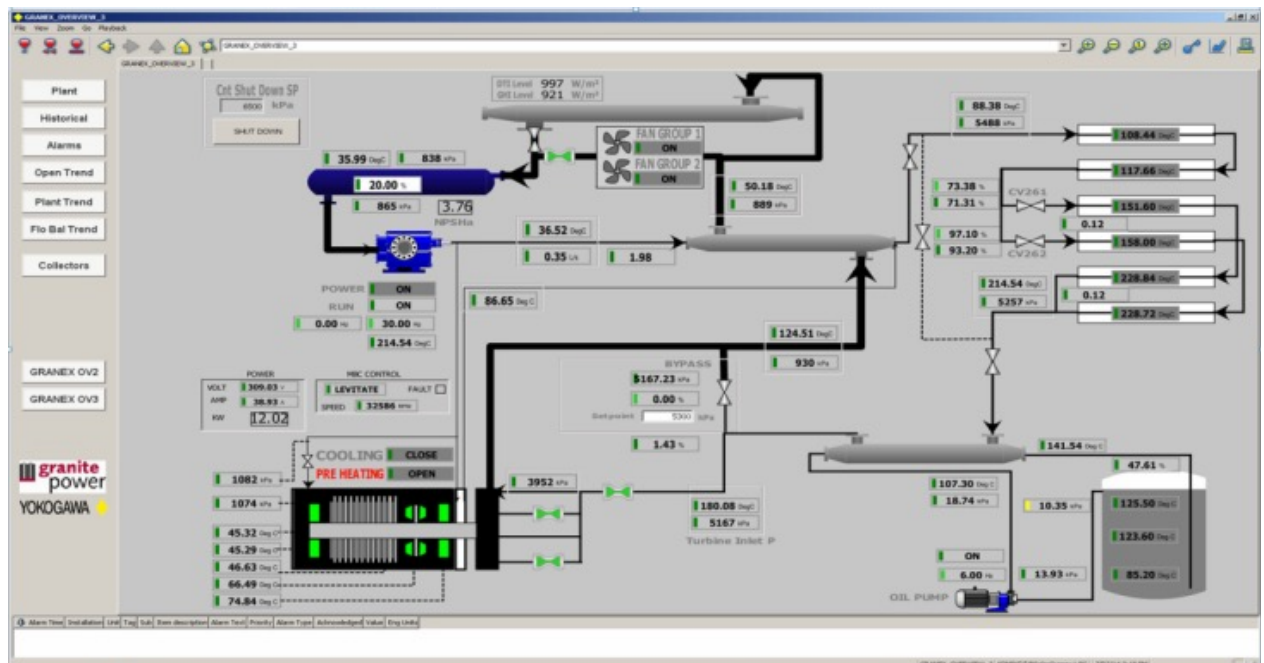 GRANEX_OVERVIEW_3
File View Zoom Go Playback
GRANEX_OVERVIEW_3
GRANEX_OVERVIEW_3
Plant
Historical
Alarms
Open Trend
Plant Trend
Flo Bal Trend
Collectors
GRANEX OV2
GRANEX OV3
granite
power
YOKOGAWA
Cnt Shut Down SP
6500 kPa
SHUT DOWN
DTI Level 997 W/m²
GHI Level 921 W/m²
FAN GROUP 1
ON
FAN GROUP 2
ON
35.99 DegC 838 kPa
20.00 %
865 kPa
3.76
NPSHa
50.18 DegC
889 kPa
36.52 DegC
0.35 L/s 1.98
88.38 DegC
5488 kPa
108.44 DegC
117.66 DegC
151.60 DegC
158.00 DegC
228.84 DegC
228.72 DegC
73.38 %
71.31 %
CV261
0.12
97.10 %
93.20 %
CV262
214.54 DegC
5257 kPa
0.12
POWER ON
RUN ON
0.00 Hz 30.00 Hz
214.54 DegC
86.65 Deg C
124.51 DegC
930 kPa
POWER
VOLT 309.03 V
AMP 38.93 A
KW 12.02
MBC CONTROL
LEVITATE FAULT
SPEED 32586 RPM
BYPASS
5167.23 kPa
0.00 %
Setpoint 5300 kPa
1.43 %
COOLING CLOSE
PRE HEATING OPEN
1082 kPa
1074 kPa
45.32 Deg C
45.29 Deg C
46.63 Deg C
66.49 Deg C
74.84 Deg C
3952 kPa
180.08 DegC
5167 kPa
Turbine Inlet P
141.54 Deg C
47.61 %
107.30 Deg C
18.74 kPa
10.35 kPa
125.50 Deg C
123.60 Deg C
85.20 Deg C
ON
6.00 Hz
13.93 kPa
OIL PUMP
Alarm Time Installation Unit Tag Sub Item description Alarm Text Priority Alarm Type Acknowledged Value Eng Units